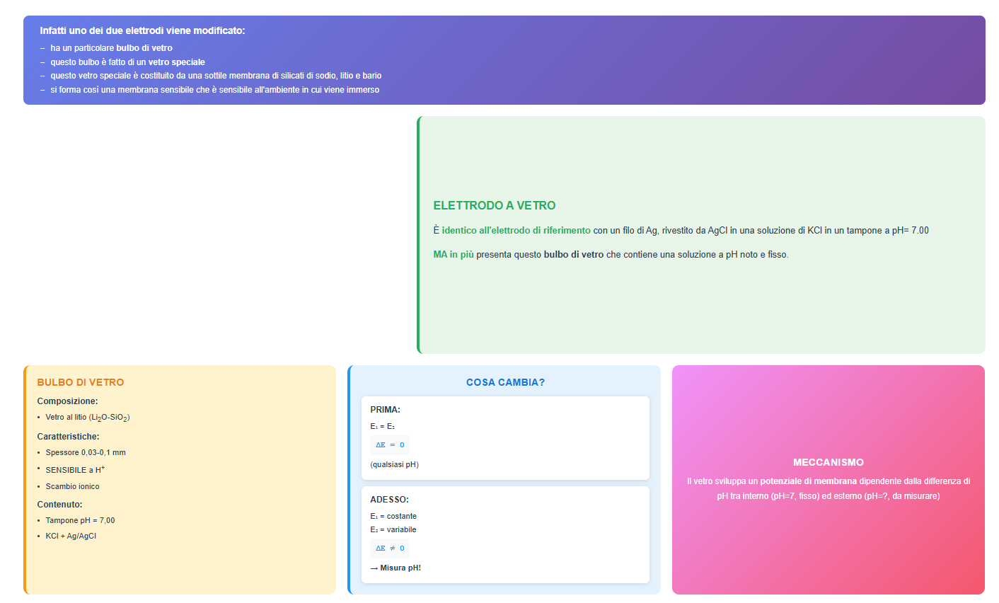 Infatti uno dei due elettrodi viene modificato:
– ha un particolare bulbo di vetro
– questo bulbo è fatto di un vetro speciale
– questo vetro speciale è costituito da una sottile membrana di silicati di sodio, litio e bario
– si forma così una membrana sensibile che è sensibile all'ambiente in cui viene immerso
ELETTRODO A VETRO
È identico all'elettrodo di riferimento con un filo di Ag, rivestito da AgCl in una soluzione di KCl in un tampone a pH= 7.00
MA in più presenta questo bulbo di vetro che contiene una soluzione a pH noto e fisso.
BULBO DI VETRO
Composizione:
• Vetro al litio (Li₂O-SiO₂)
Caratteristiche:
• Spessore 0,03-0,1 mm
• SENSIBILE a H⁺
• Scambio ionico
Contenuto:
• Tampone pH = 7,00
• KCl + Ag/AgCl
COSA CAMBIA?
PRIMA:
E₁ = E₂
ΔE = 0
(qualsiasi pH)
ADESSO:
E₁ = costante
E₂ = variabile
ΔE ≠ 0
→ Misura pH!
MECCANISMO
Il vetro sviluppa un potenziale di membrana dipendente dalla differenza di
pH tra interno (pH=7, fisso) ed esterno (pH=?, da misurare)